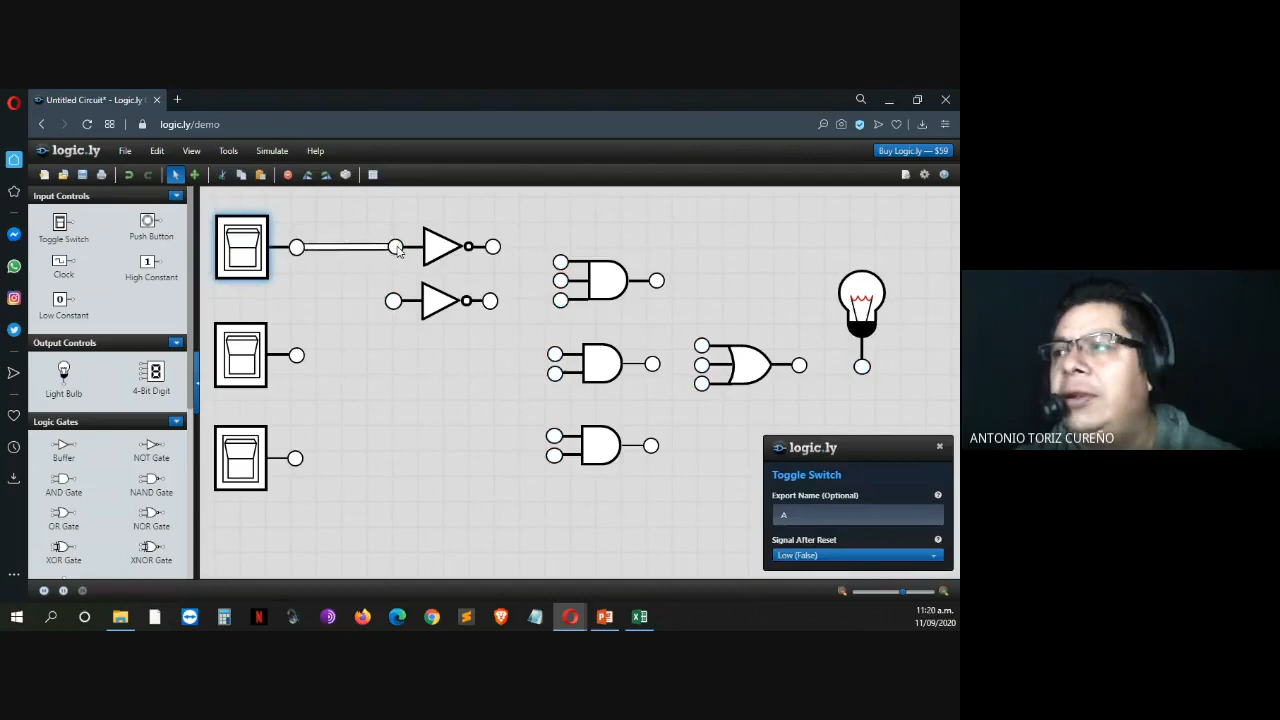 Untitled Circuit* - Logic.ly
logic.ly/demo
logic.ly
File Edit View Tools Simulate Help
Buy Logic.ly — $59
Input Controls
Toggle Switch
Push Button
Clock
1
High Constant
0
Low Constant
Output Controls
Light Bulb
4-Bit Digit
Logic Gates
Buffer
NOT Gate
AND Gate
NAND Gate
OR Gate
NOR Gate
XOR Gate
XNOR Gate
logic.ly
Toggle Switch
Export Name (Optional)
A
Signal After Reset
Low (False)
ANTONIO TORIZ CUREÑO
11:20 a.m.
11/09/2020